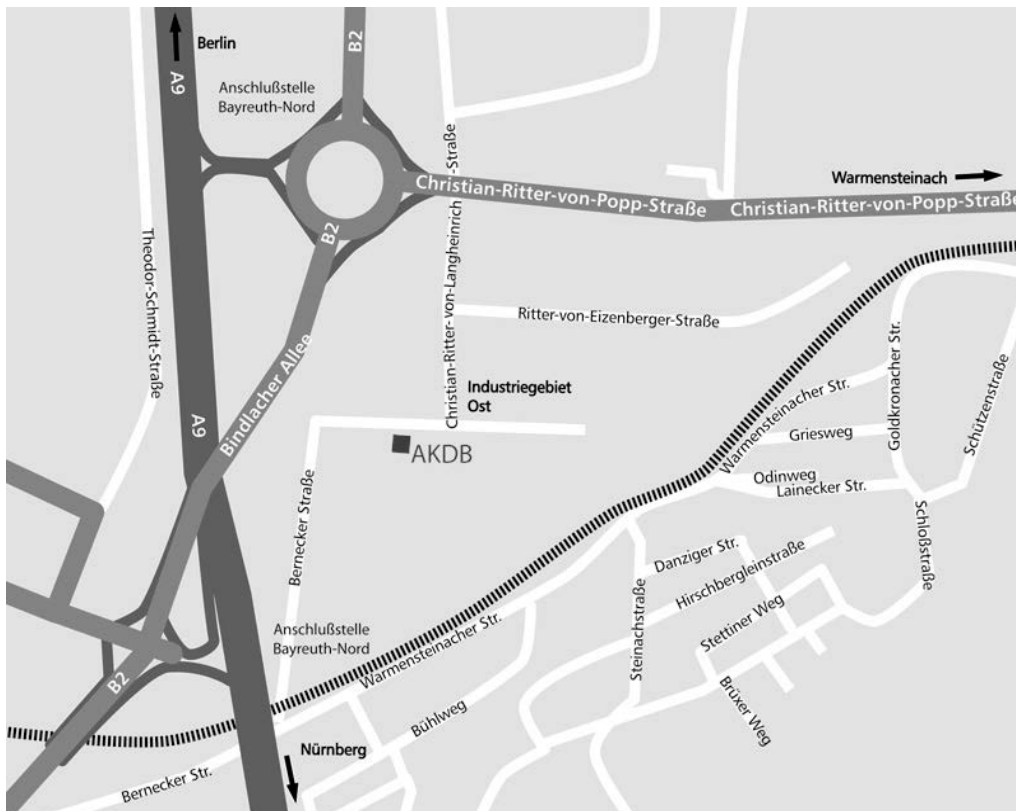 Berlin
A9
B2
Anschlußstelle
Bayreuth-Nord
Christian-Ritter-von-Langheinrich-Straße
Christian-Ritter-von-Popp-Straße
Warmensteinach
Christian-Ritter-von-Popp-Straße
B2
Theodor-Schmidt-Straße
Ritter-von-Eizenberger-Straße
Bindlacher Allee
A9
Industriegebiet
Ost
AKDB
Warmensteinacher Str.
Goldkronacher Str.
Schützenstraße
Griesweg
Odinweg
Lainecker Str.
Schloßstraße
Bernecker Straße
Danziger Str.
Hirschbergleinstraße
Steinachstraße
Stettiner Weg
Brüxer Weg
Anschlußstelle
Bayreuth-Nord
Warmensteinacher Str.
Bühlweg
B2
Nürnberg
Bernecker Str.